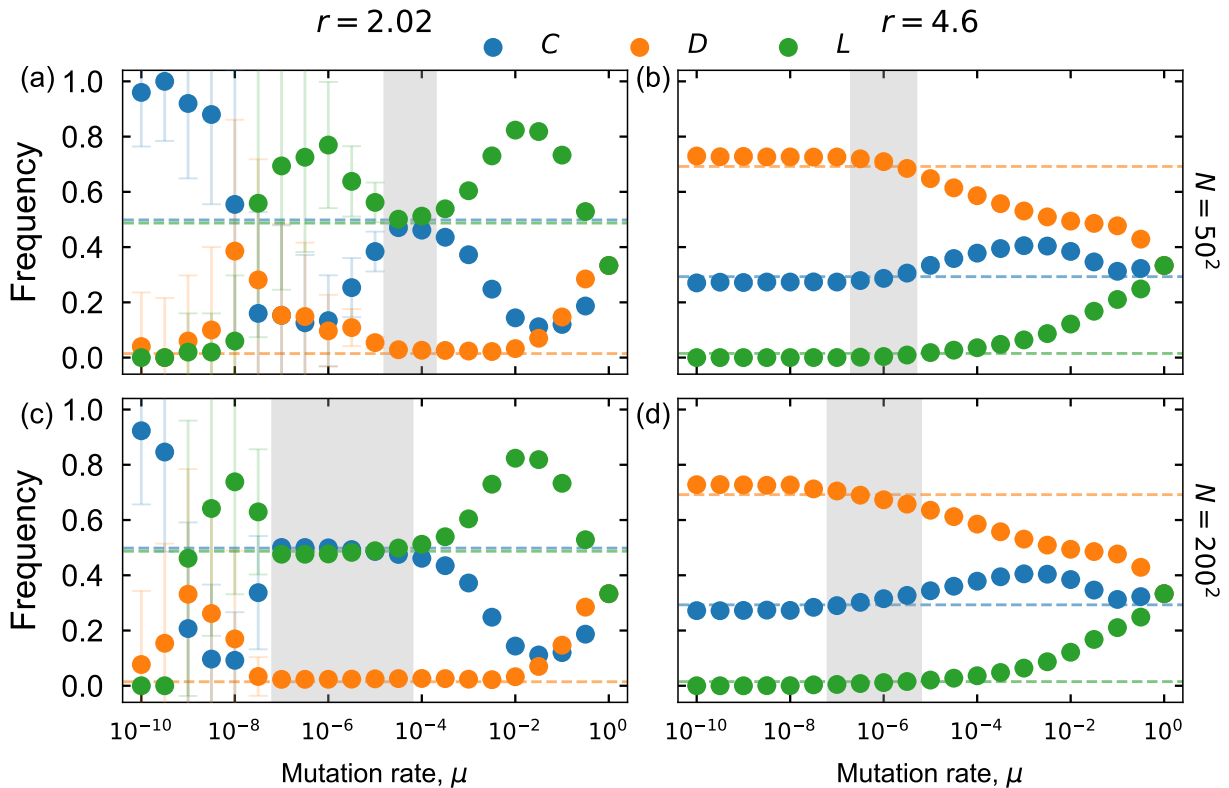 r = 2.02 r = 4.6
C D L
(a) (b)
Frequency
1.0
0.8
0.6
0.4
0.2
0.0
N = 50²
(c) (d)
Frequency
1.0
0.8
0.6
0.4
0.2
0.0
N = 200²
10⁻¹⁰ 10⁻⁸ 10⁻⁶ 10⁻⁴ 10⁻² 10⁰ 10⁻¹⁰ 10⁻⁸ 10⁻⁶ 10⁻⁴ 10⁻² 10⁰
Mutation rate, μ Mutation rate, μ